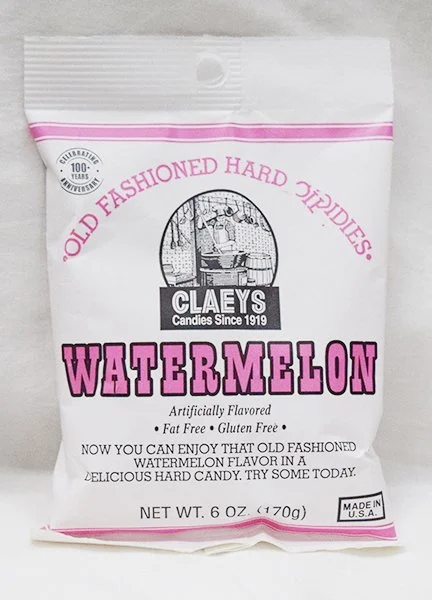 CELEBRATING
100
YEARS
ANNIVERSARY
"OLD FASHIONED HARD
CLAEYS
Candies Since 1919
WATERMELON
Artificially Flavored
• Fat Free • Gluten Free •
NOW YOU CAN ENJOY THAT OLD FASHIONED
WATERMELON FLAVOR IN A
DELICIOUS HARD CANDY. TRY SOME TODAY.
NET WT. 6 OZ. (170g)
MADE IN
U.S.A.